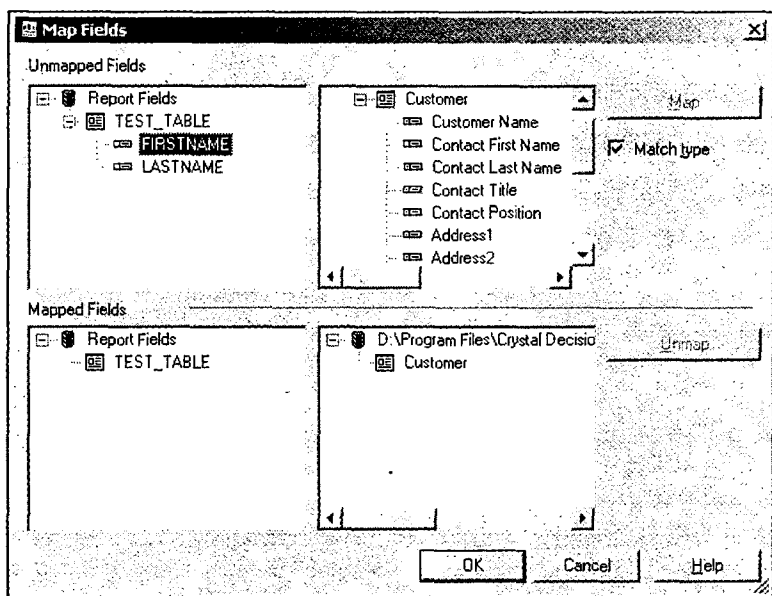 Map Fields
Unmapped Fields
Report Fields
TEST_TABLE
FIRSTNAME
LASTNAME
Customer
Customer Name
Contact First Name
Contact Last Name
Contact Title
Contact Position
Address1
Address2
Map
Match type
Mapped Fields
Report Fields
TEST_TABLE
D:\Program Files\Crystal Decisio
Customer
Unmap
OK
Cancel
Help